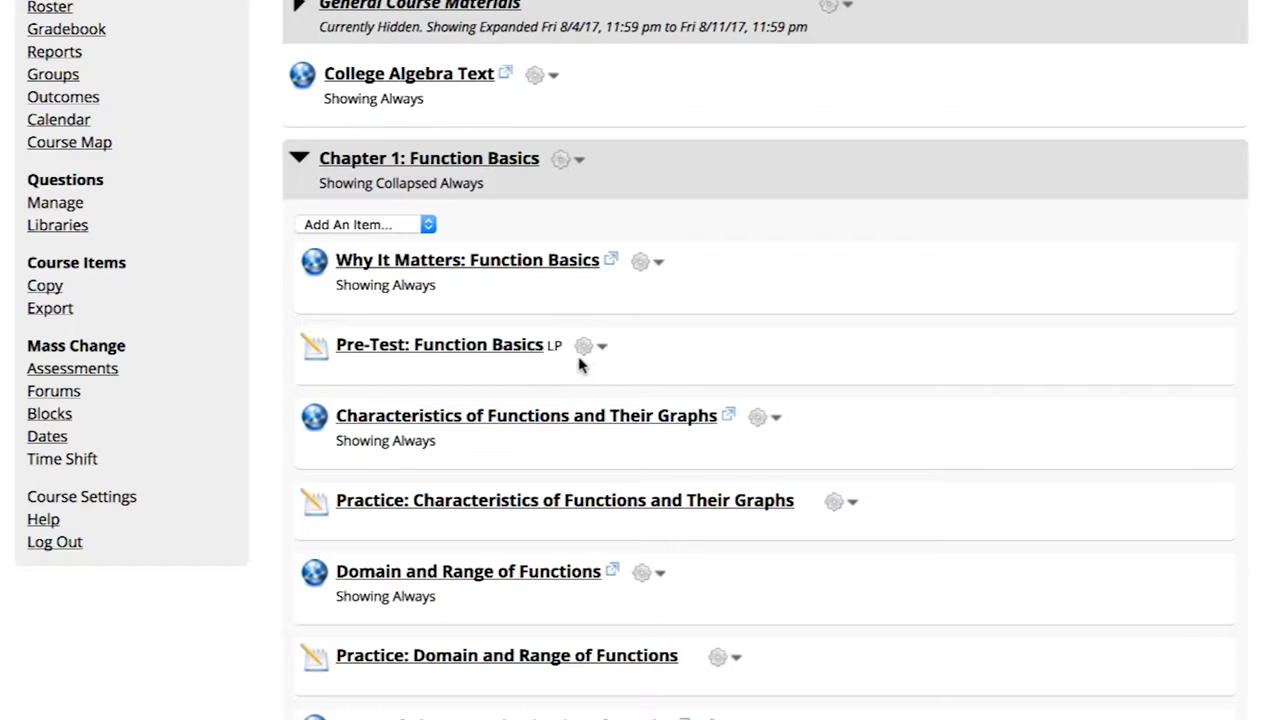 Roster
Gradebook
Reports
Groups
Outcomes
Calendar
Course Map
Questions
Manage
Libraries
Course Items
Copy
Export
Mass Change
Assessments
Forums
Blocks
Dates
Time Shift
Course Settings
Help
Log Out
General Course Materials
Currently Hidden. Showing Expanded Fri 8/4/17, 11:59 pm to Fri 8/11/17, 11:59 pm
College Algebra Text
Showing Always
Chapter 1: Function Basics
Showing Collapsed Always
Add An Item...
Why It Matters: Function Basics
Showing Always
Pre-Test: Function Basics LP
Characteristics of Functions and Their Graphs
Showing Always
Practice: Characteristics of Functions and Their Graphs
Domain and Range of Functions
Showing Always
Practice: Domain and Range of Functions